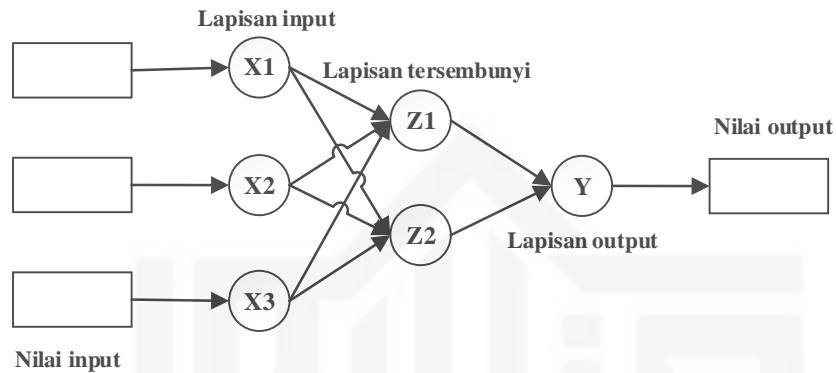 Lapisan input
X1
Lapisan tersembunyi
Z1
Nilai output
X2
Y
Z2
Lapisan output
X3
Nilai input